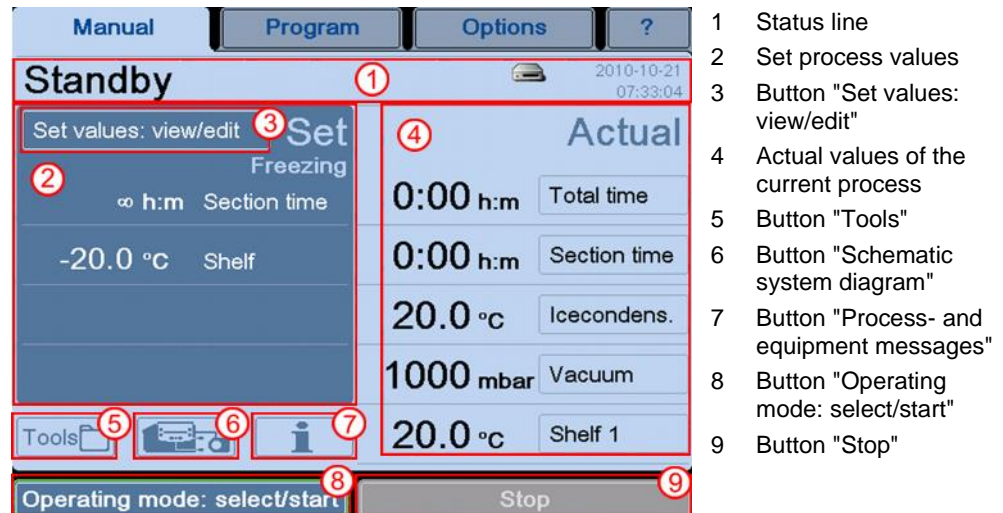 Manual Program Options ?
Standby 1 2010-10-21
07:33:04
Set values: view/edit 3 Set
2 Freezing
∞ h:m Section time
-20.0 °C Shelf
4 Actual
0:00 h:m Total time
0:00 h:m Section time
20.0 °C Icecondens.
1000 mbar Vacuum
20.0 °C Shelf 1
Tools 5 6 i 7
Operating mode: select/start 8 Stop 9
1 Status line
2 Set process values
3 Button "Set values:
view/edit"
4 Actual values of the
current process
5 Button "Tools"
6 Button "Schematic
system diagram"
7 Button "Process- and
equipment messages"
8 Button "Operating
mode: select/start"
9 Button "Stop"